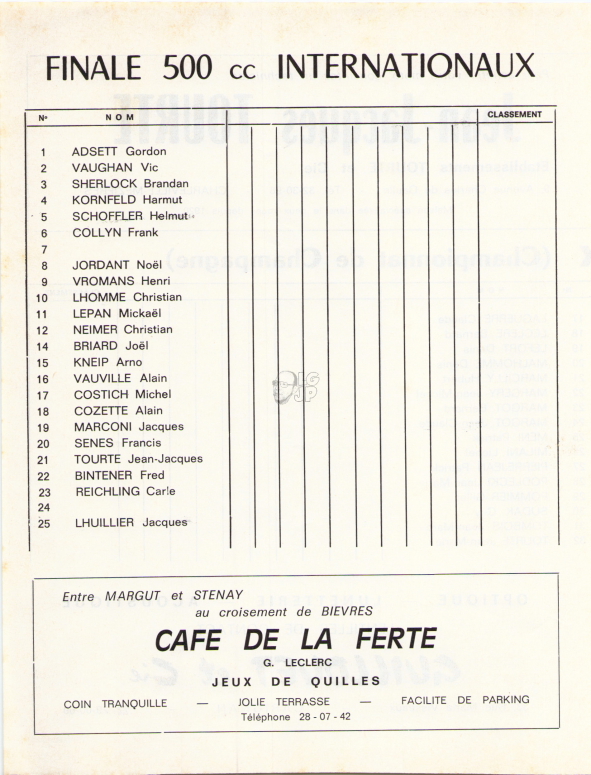 FINALE 500 cc INTERNATIONAUX
Nº NOM CLASSEMENT
1 ADSETT Gordon
2 VAUGHAN Vic
3 SHERLOCK Brandan
4 KORNFELD Harmut
5 SCHOFFLER Helmut
6 COLLYN Frank
7
8 JORDANT Noël
9 VROMANS Henri
10 LHOMME Christian
11 LEPAN Mickaël
12 NEIMER Christian
14 BRIARD Joël
15 KNEIP Arno
16 VAUVILLE Alain
17 COSTICH Michel
18 COZETTE Alain
19 MARCONI Jacques
20 SENES Francis
21 TOURTE Jean-Jacques
22 BINTENER Fred
23 REICHLING Carle
24
25 LHUILLIER Jacques
Entre MARGUT et STENAY
au croisement de BIEVRES
CAFE DE LA FERTE
G. LECLERC
JEUX DE QUILLES
COIN TRANQUILLE — JOLIE TERRASSE — FACILITE DE PARKING
Téléphone 28-07-42